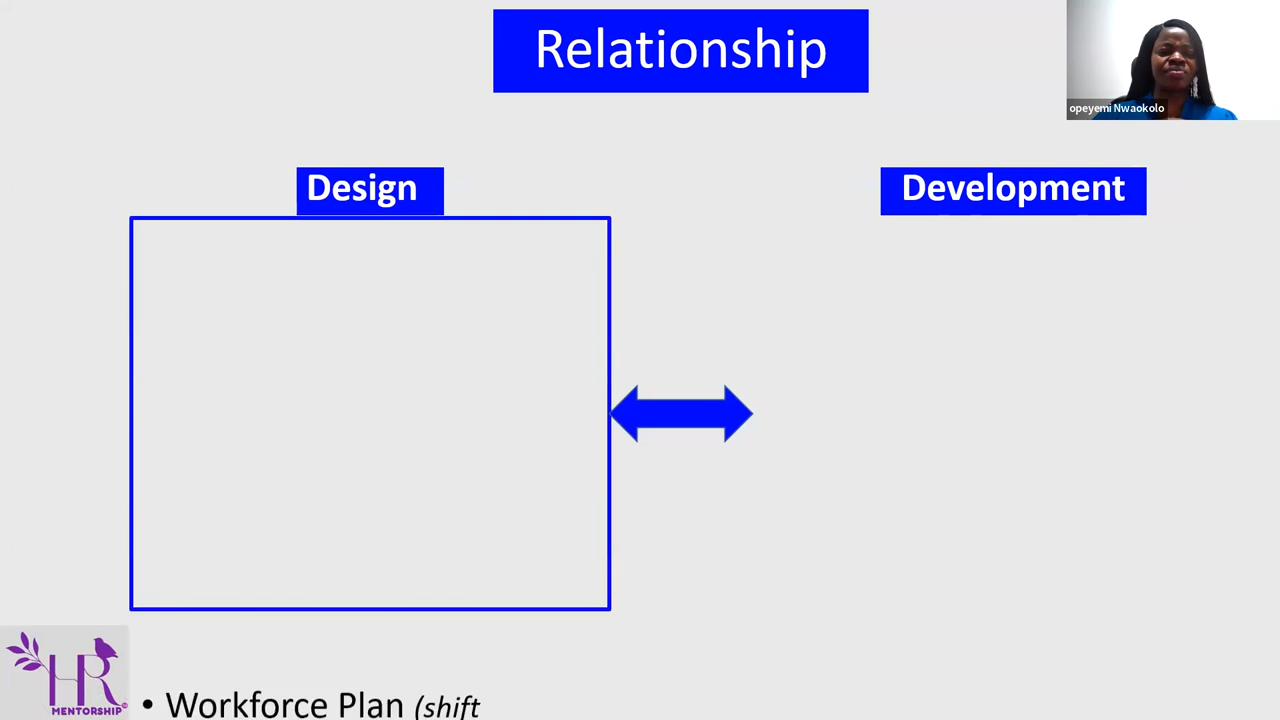 Relationship
opeyemi Nwaokolo
Design
Development
HR
MENTORSHIP
• Workforce Plan (shift